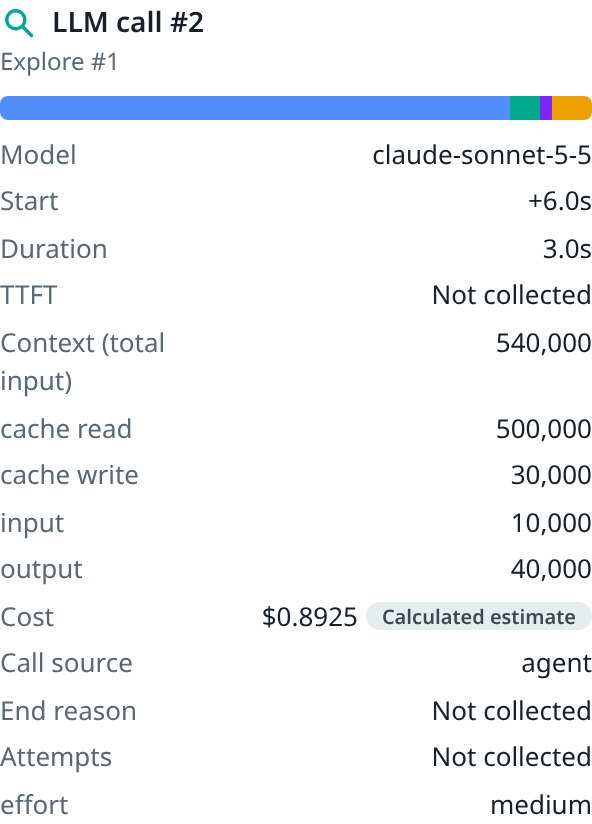 LLM call #2
Explore #1
Model claude-sonnet-5-5
Start +6.0s
Duration 3.0s
TTFT Not collected
Context (total input) 540,000
cache read 500,000
cache write 30,000
input 10,000
output 40,000
Cost $0.8925 Calculated estimate
Call source agent
End reason Not collected
Attempts Not collected
effort medium